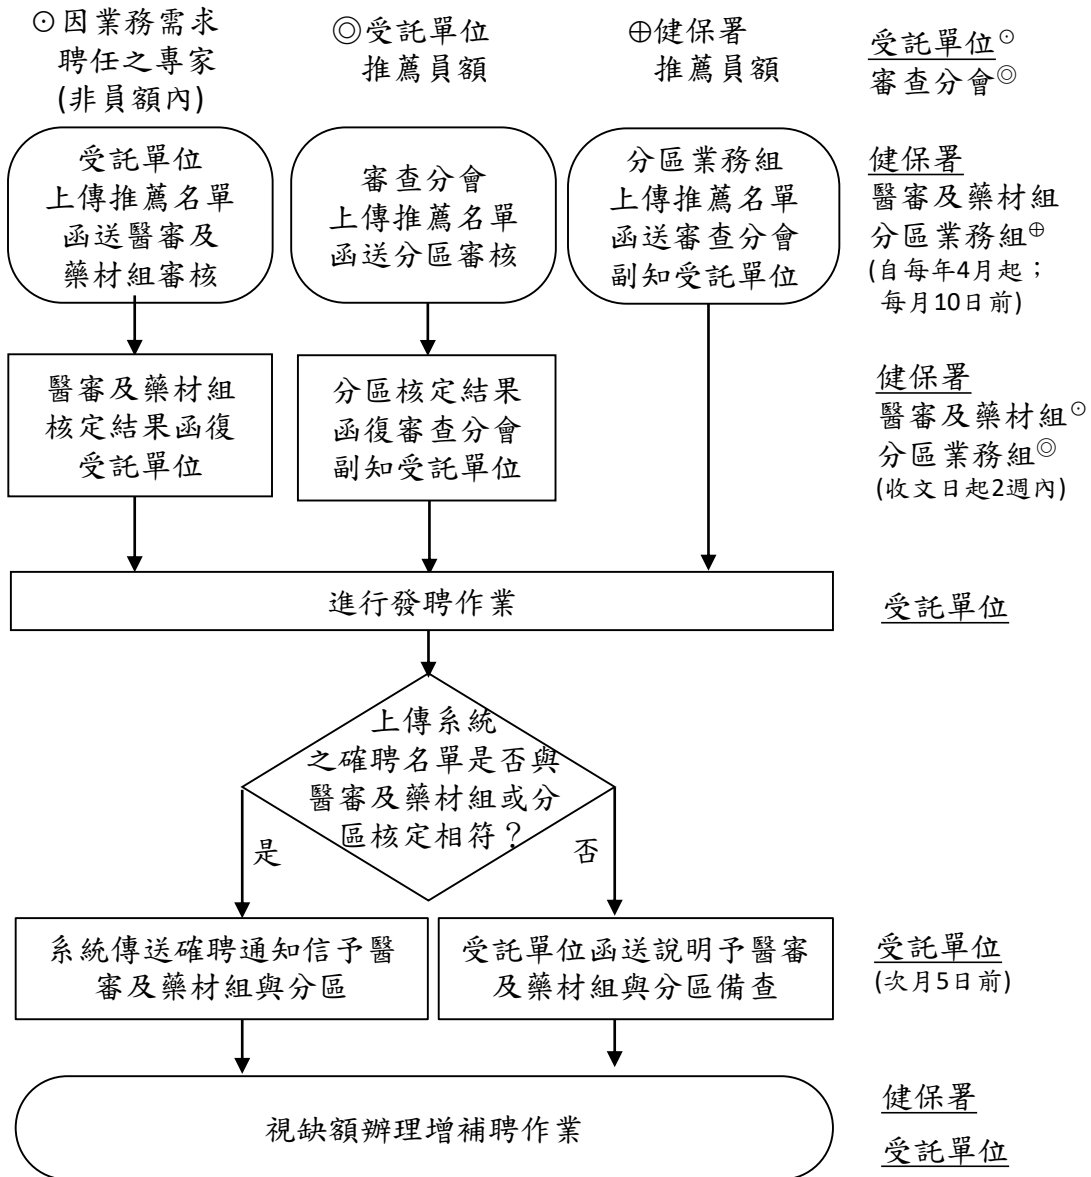 ⊙因業務需求
聘任之專家
(非員額內)
◎受託單位
推薦員額
⊕健保署
推薦員額
受託單位⊙
審查分會◎
受託單位
上傳推薦名單
函送醫審及
藥材組審核
審查分會
上傳推薦名單
函送分區審核
分區業務組
上傳推薦名單
函送審查分會
副知受託單位
健保署
醫審及藥材組
分區業務組⊕
(自每年4月起；
每月10日前)
醫審及藥材組
核定結果函復
受託單位
分區核定結果
函復審查分會
副知受託單位
健保署
醫審及藥材組⊙
分區業務組◎
(收文日起2週內)
進行發聘作業
受託單位
上傳系統
之確聘名單是否與
醫審及藥材組或分
區核定相符？
是
否
系統傳送確聘通知信予醫
審及藥材組與分區
受託單位函送說明予醫審
及藥材組與分區備查
受託單位
(次月5日前)
視缺額辦理增補聘作業
健保署
受託單位